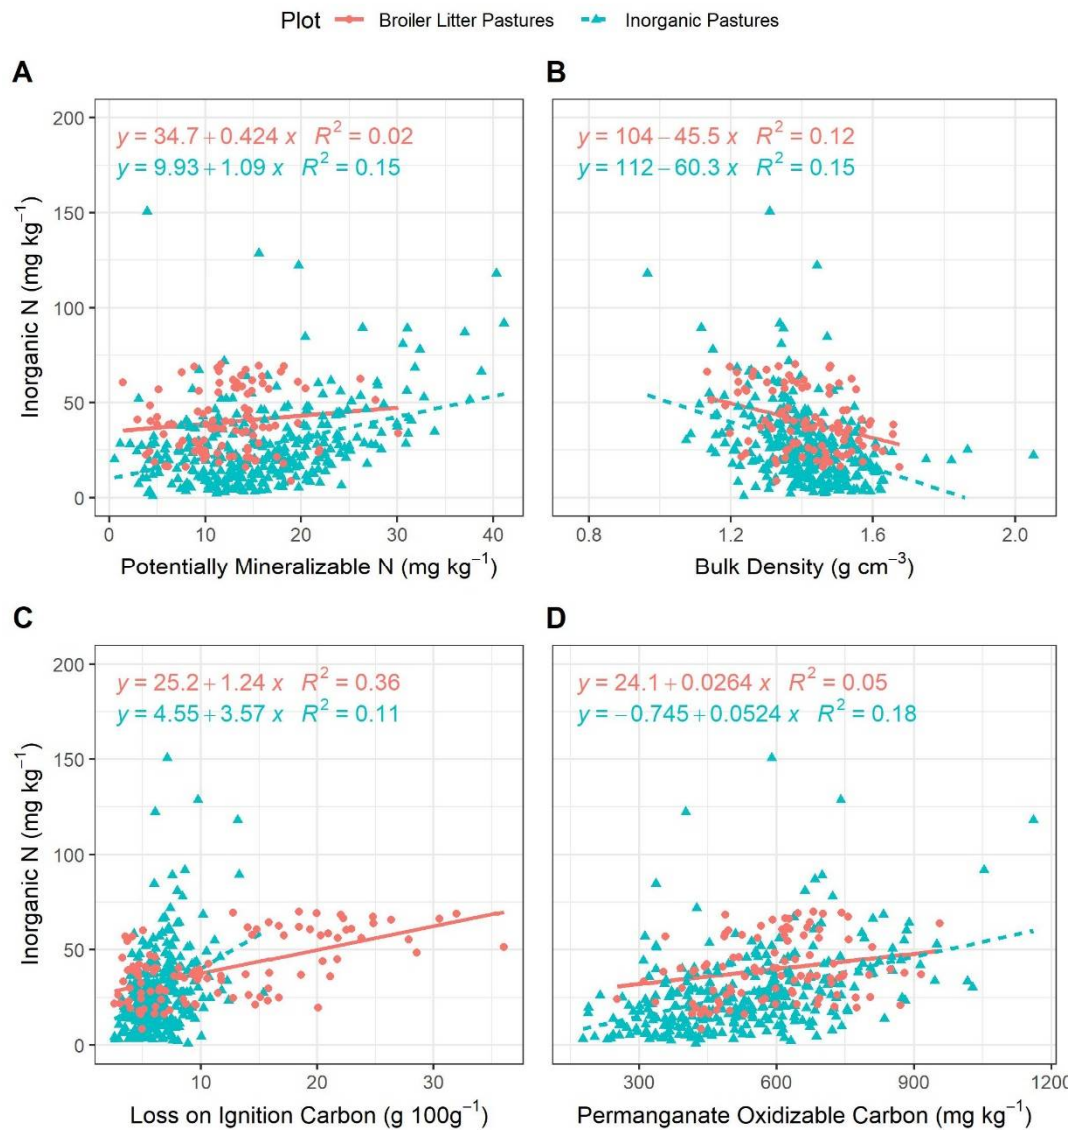 Plot Broiler Litter Pastures Inorganic Pastures
A
B
Inorganic N (mg kg⁻¹)
200
150
100
50
0
y = 34.7 + 0.424 x R² = 0.02
y = 9.93 + 1.09 x R² = 0.15
y = 104 − 45.5 x R² = 0.12
y = 112 − 60.3 x R² = 0.15
0 10 20 30 40
0.8 1.2 1.6 2.0
Potentially Mineralizable N (mg kg⁻¹)
Bulk Density (g cm⁻³)
C
D
Inorganic N (mg kg⁻¹)
200
150
100
50
0
y = 25.2 + 1.24 x R² = 0.36
y = 4.55 + 3.57 x R² = 0.11
y = 24.1 + 0.0264 x R² = 0.05
y = −0.745 + 0.0524 x R² = 0.18
10 20 30
300 600 900 1200
Loss on Ignition Carbon (g 100g⁻¹)
Permanganate Oxidizable Carbon (mg kg⁻¹)